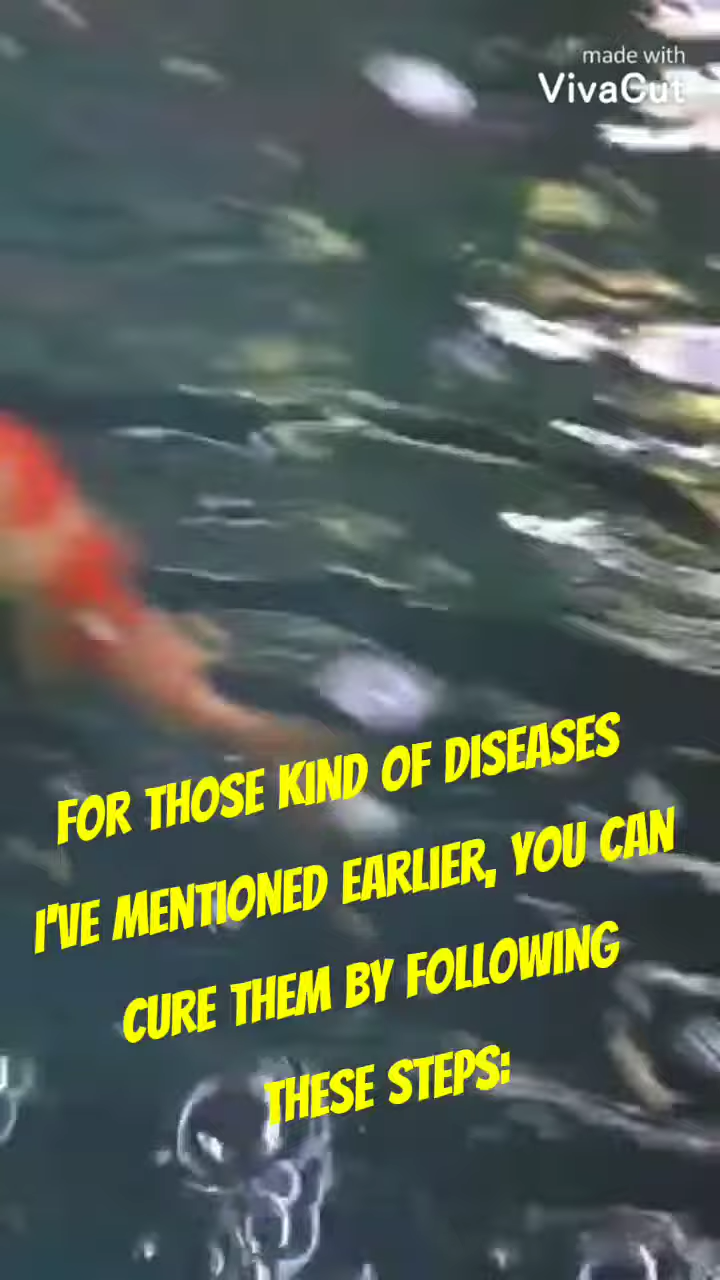 made with
VivaCut
FOR THOSE KIND OF DISEASES
I'VE MENTIONED EARLIER, YOU CAN
CURE THEM BY FOLLOWING
THESE STEPS: